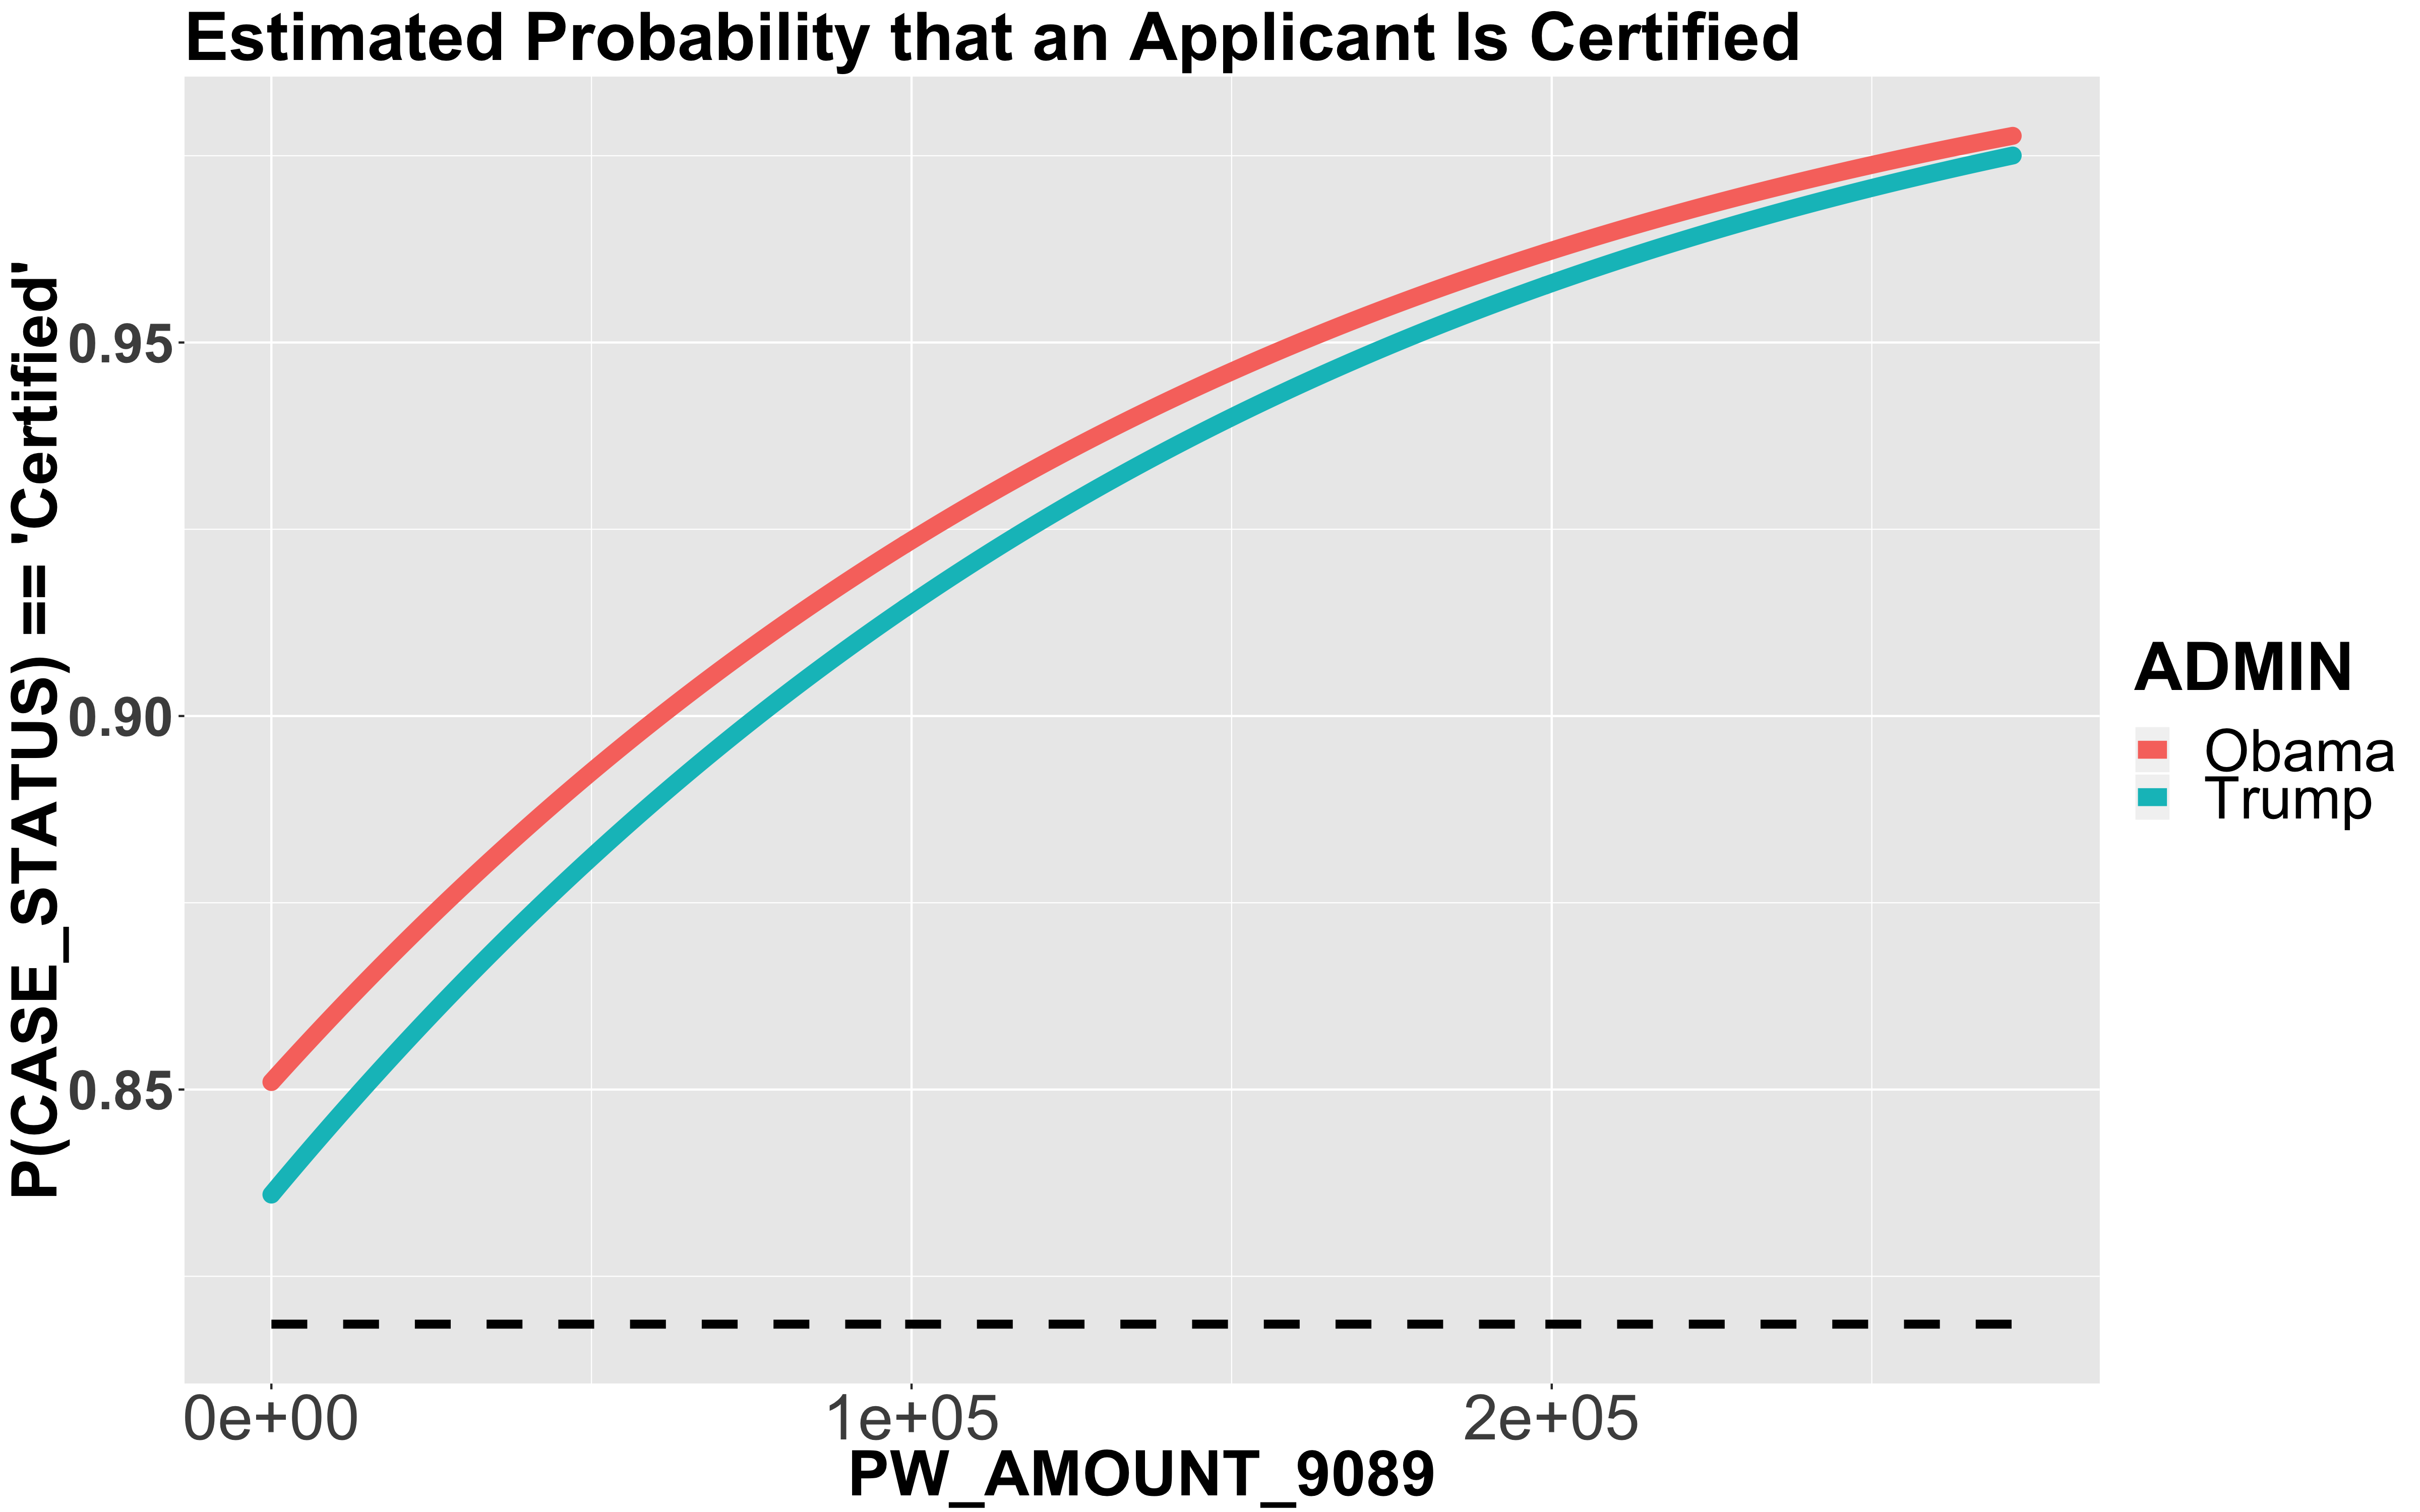 Estimated Probability that an Applicant Is Certified
P(CASE_STATUS) == 'Certified'
0.95
0.90
0.85
0e+00
1e+05
2e+05
PW_AMOUNT_9089
ADMIN
Obama
Trump